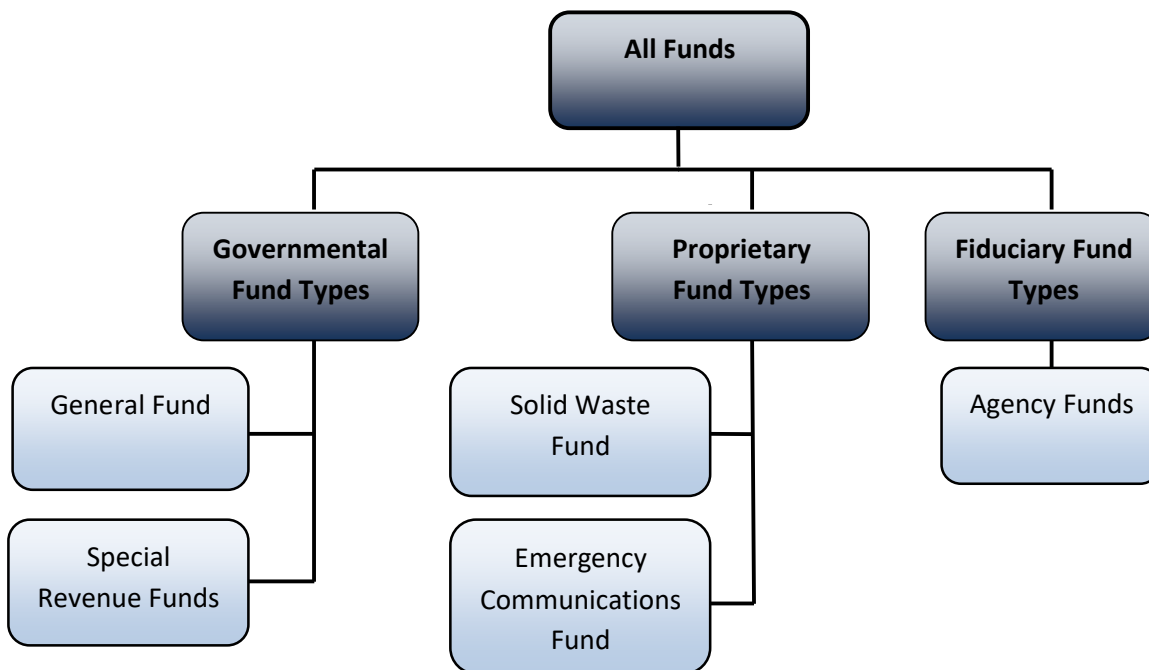 All Funds
Governmental
Fund Types
Proprietary
Fund Types
Fiduciary Fund
Types
General Fund
Solid Waste
Fund
Agency Funds
Special
Revenue Funds
Emergency
Communications
Fund